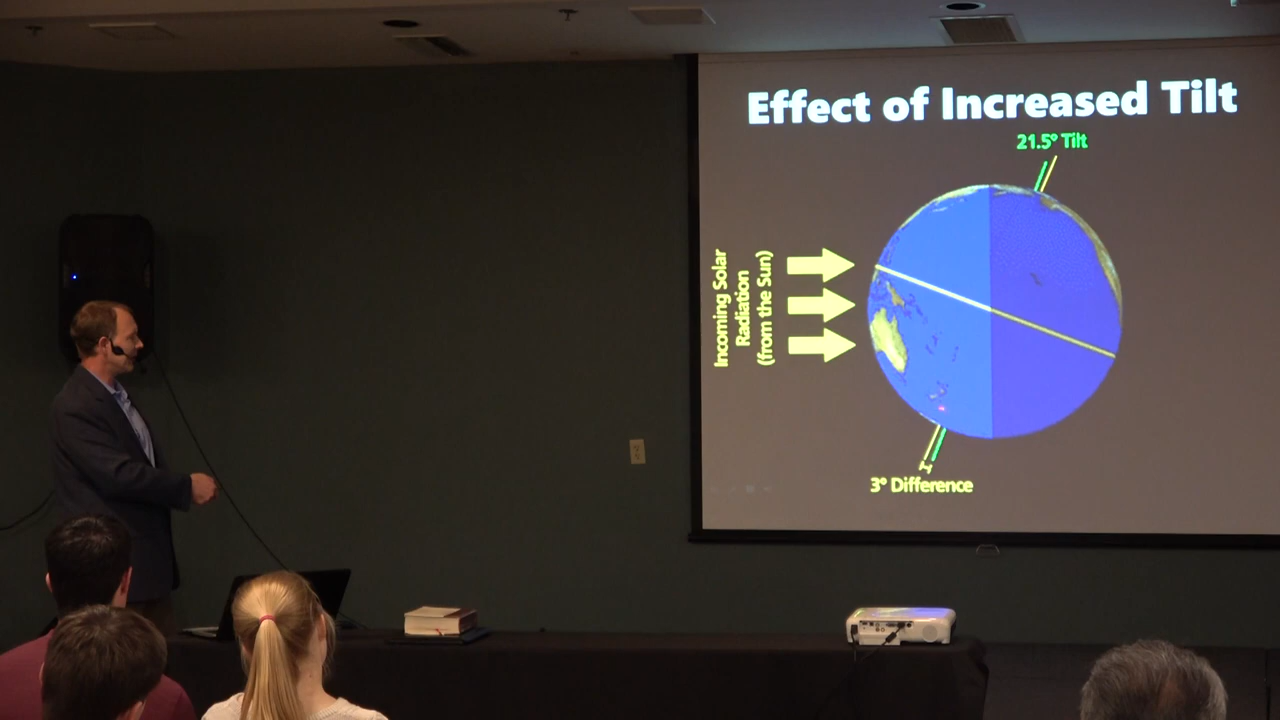 Effect of Increased Tilt
21.5° Tilt
Incoming Solar
Radiation
(from the Sun)
3° Difference